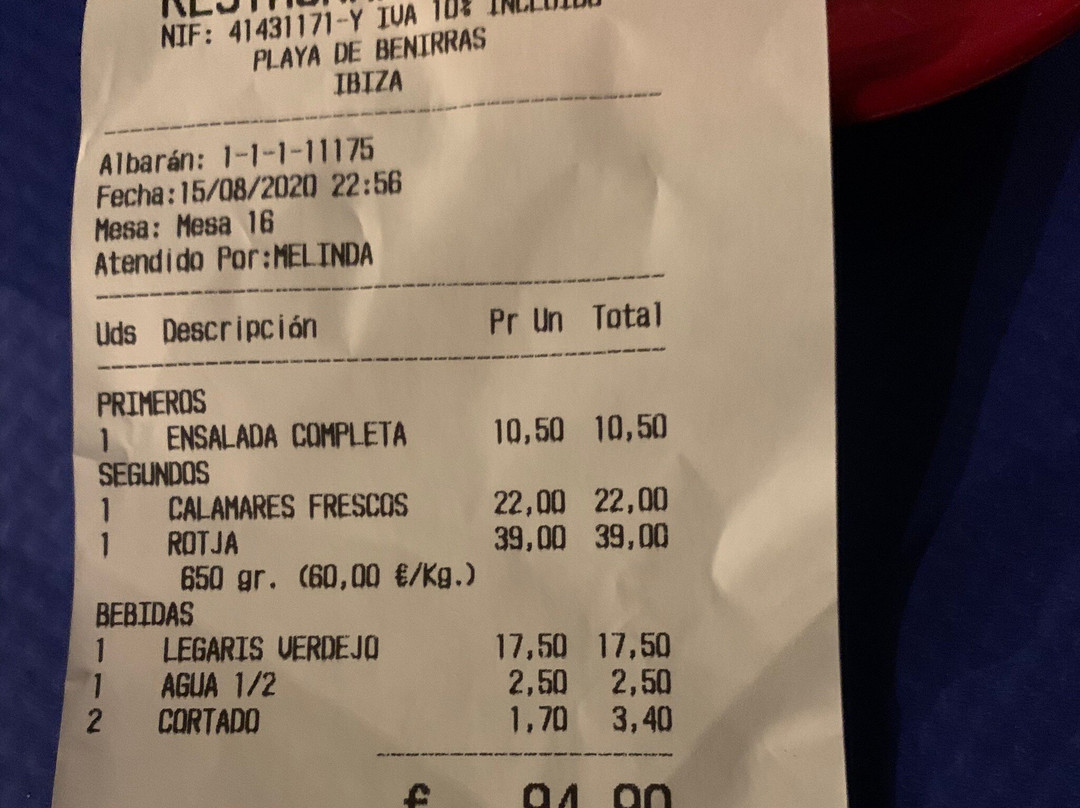 NIF: 41431171-Y IVA 10% INCLUIDO
PLAYA DE BENIRRAS
IBIZA
Albarán: 1-1-1-11175
Fecha:15/08/2020 22:56
Mesa: Mesa 16
Atendido Por:MELINDA
Uds Descripción Pr Un Total
PRIMEROS
1 ENSALADA COMPLETA 10,50 10,50
SEGUNDOS
1 CALAMARES FRESCOS 22,00 22,00
1 ROTJA 39,00 39,00
650 gr. (60,00 €/Kg.)
BEBIDAS
1 LEGARIS VERDEJO 17,50 17,50
1 AGUA 1/2 2,50 2,50
2 CORTADO 1,70 3,40
€ 94,90